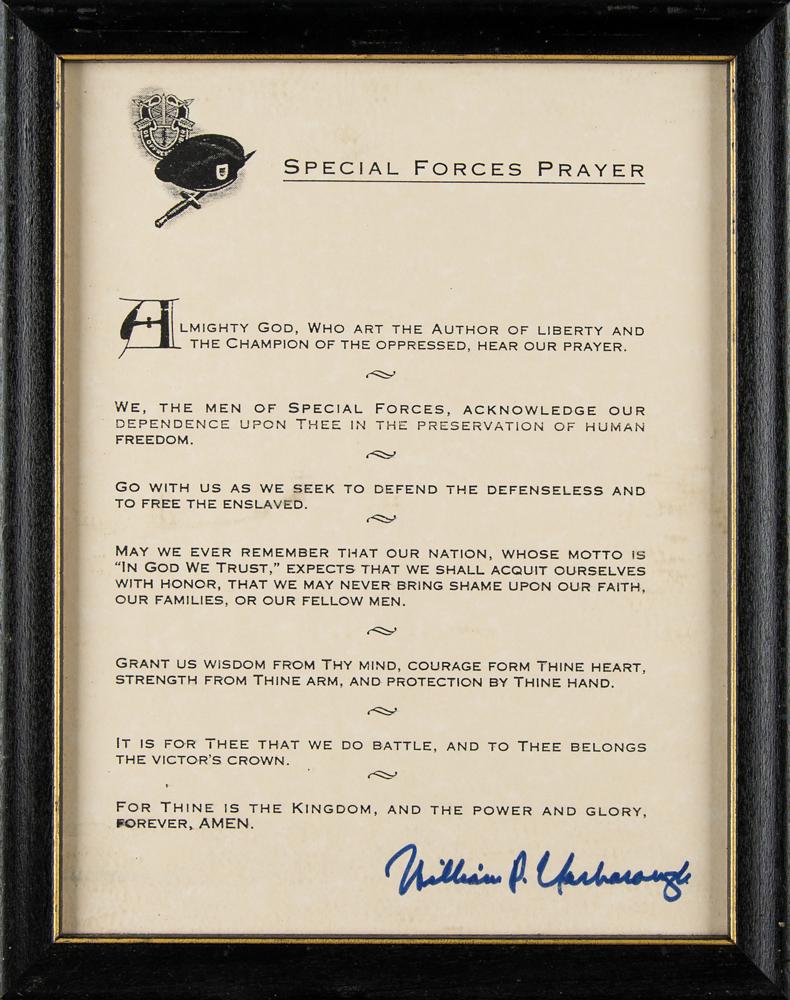 SPECIAL FORCES PRAYER
ALMIGHTY GOD, WHO ART THE AUTHOR OF LIBERTY AND
THE CHAMPION OF THE OPPRESSED, HEAR OUR PRAYER.
WE, THE MEN OF SPECIAL FORCES, ACKNOWLEDGE OUR
DEPENDENCE UPON THEE IN THE PRESERVATION OF HUMAN
FREEDOM.
GO WITH US AS WE SEEK TO DEFEND THE DEFENSELESS AND
TO FREE THE ENSLAVED.
MAY WE EVER REMEMBER THAT OUR NATION, WHOSE MOTTO IS
“IN GOD WE TRUST,” EXPECTS THAT WE SHALL ACQUIT OURSELVES
WITH HONOR, THAT WE MAY NEVER BRING SHAME UPON OUR FAITH,
OUR FAMILIES, OR OUR FELLOW MEN.
GRANT US WISDOM FROM THY MIND, COURAGE FORM THINE HEART,
STRENGTH FROM THINE ARM, AND PROTECTION BY THINE HAND.
IT IS FOR THEE THAT WE DO BATTLE, AND TO THEE BELONGS
THE VICTOR'S CROWN.
FOR THINE IS THE KINGDOM, AND THE POWER AND GLORY,
FOREVER, AMEN.
William P. Yarborough